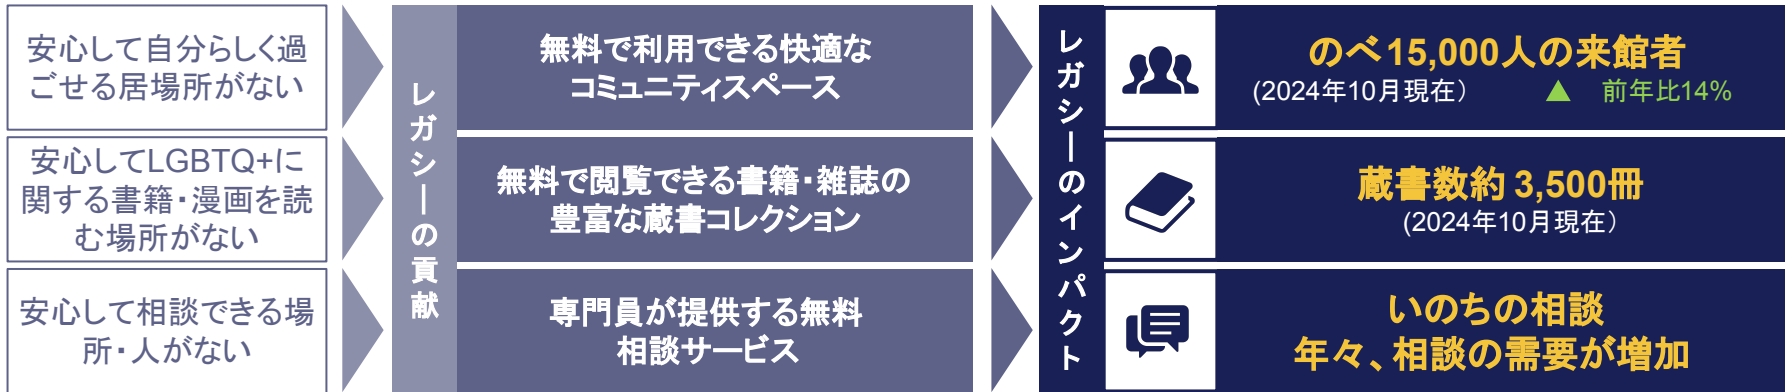 安心して自分らしく過
ごせる居場所がない
安心してLGBTQ+に
関する書籍・漫画を読
む場所がない
安心して相談できる場
所・人がない
レガシーの貢献
無料で利用できる快適な
コミュニティスペース
無料で閲覧できる書籍・雑誌の
豊富な蔵書コレクション
専門員が提供する無料
相談サービス
レガシーのインパクト
のべ15,000人の来館者
(2024年10月現在)
▲ 前年比14%
蔵書数約 3,500冊
(2024年10月現在)
いのちの相談
年々、相談の需要が増加